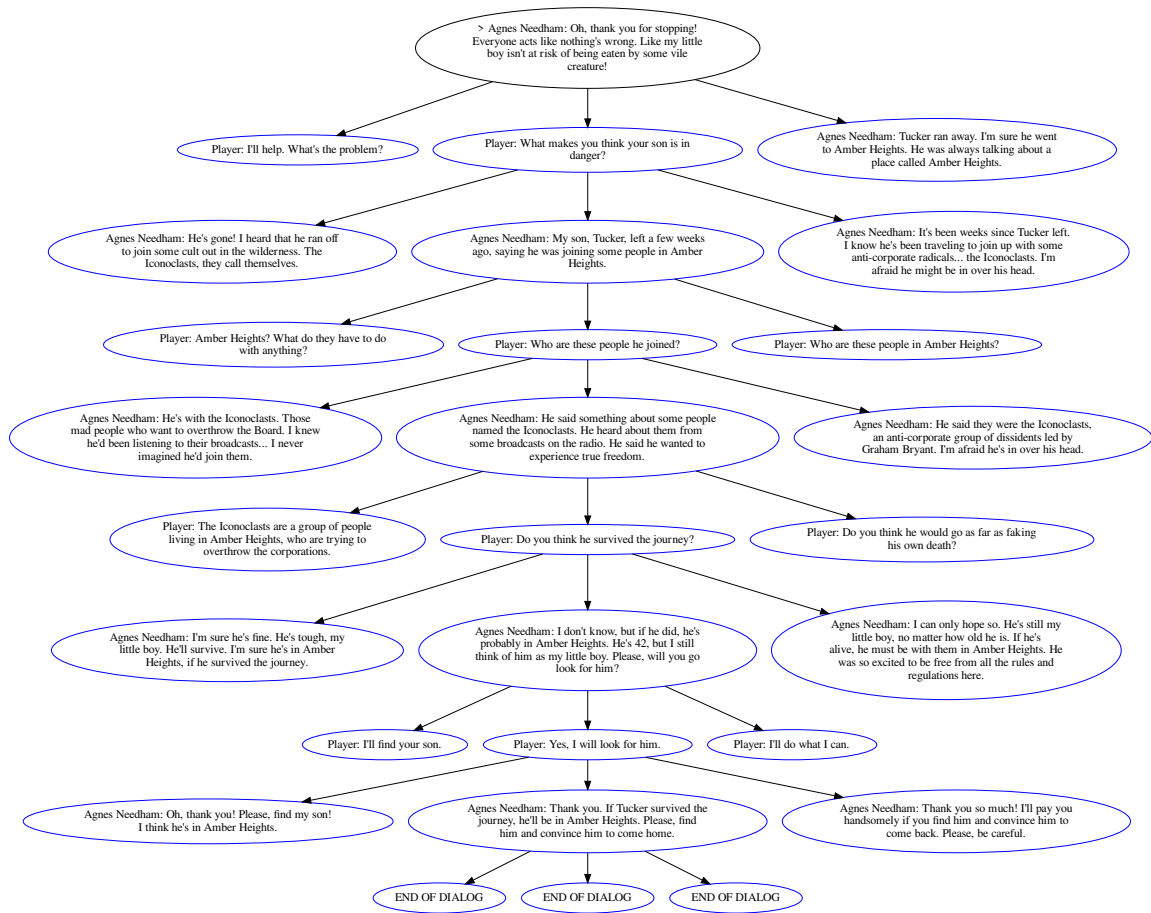 > Agnes Needham: Oh, thank you for stopping!
Everyone acts like nothing's wrong. Like my little
boy isn't at risk of being eaten by some vile
creature!
Player: I'll help. What's the problem?
Player: What makes you think your son is in
danger?
Agnes Needham: Tucker ran away. I'm sure he went
to Amber Heights. He was always talking about a
place called Amber Heights.
Agnes Needham: He's gone! I heard that he ran off
to join some cult out in the wilderness. The
Iconoclasts, they call themselves.
Agnes Needham: My son, Tucker, left a few weeks
ago, saying he was joining some people in Amber
Heights.
Agnes Needham: It's been weeks since Tucker left.
I know he's been traveling to join up with some
anti-corporate radicals... the Iconoclasts. I'm
afraid he might be in over his head.
Player: Amber Heights? What do they have to do
with anything?
Player: Who are these people he joined?
Player: Who are these people in Amber Heights?
Agnes Needham: He's with the Iconoclasts. Those
mad people who want to overthrow the Board. I knew
he'd been listening to their broadcasts... I never
imagined he'd join them.
Agnes Needham: He said something about some people
named the Iconoclasts. He heard about them from
some broadcasts on the radio. He said he wanted to
experience true freedom.
Agnes Needham: He said they were the Iconoclasts,
an anti-corporate group of dissidents led by
Graham Bryant. I'm afraid he's in over his head.
Player: The Iconoclasts are a group of people
living in Amber Heights, who are trying to
overthrow the corporations.
Player: Do you think he survived the journey?
Player: Do you think he would go as far as faking
his own death?
Agnes Needham: I'm sure he's fine. He's tough, my
little boy. He'll survive. I'm sure he's in Amber
Heights, if he survived the journey.
Agnes Needham: I don't know, but if he did, he's
probably in Amber Heights. He's 42, but I still
think of him as my little boy. Please, will you go
look for him?
Agnes Needham: I can only hope so. He's still my
little boy, no matter how old he is. If he's
alive, he must be with them in Amber Heights. He
was so excited to be free from all the rules and
regulations here.
Player: I'll find your son.
Player: Yes, I will look for him.
Player: I'll do what I can.
Agnes Needham: Oh, thank you! Please, find my son!
I think he's in Amber Heights.
Agnes Needham: Thank you. If Tucker survived the
journey, he'll be in Amber Heights. Please, find
him and convince him to come home.
Agnes Needham: Thank you so much! I'll pay you
handsomely if you find him and convince him to
come back. Please, be careful.
END OF DIALOG
END OF DIALOG
END OF DIALOG